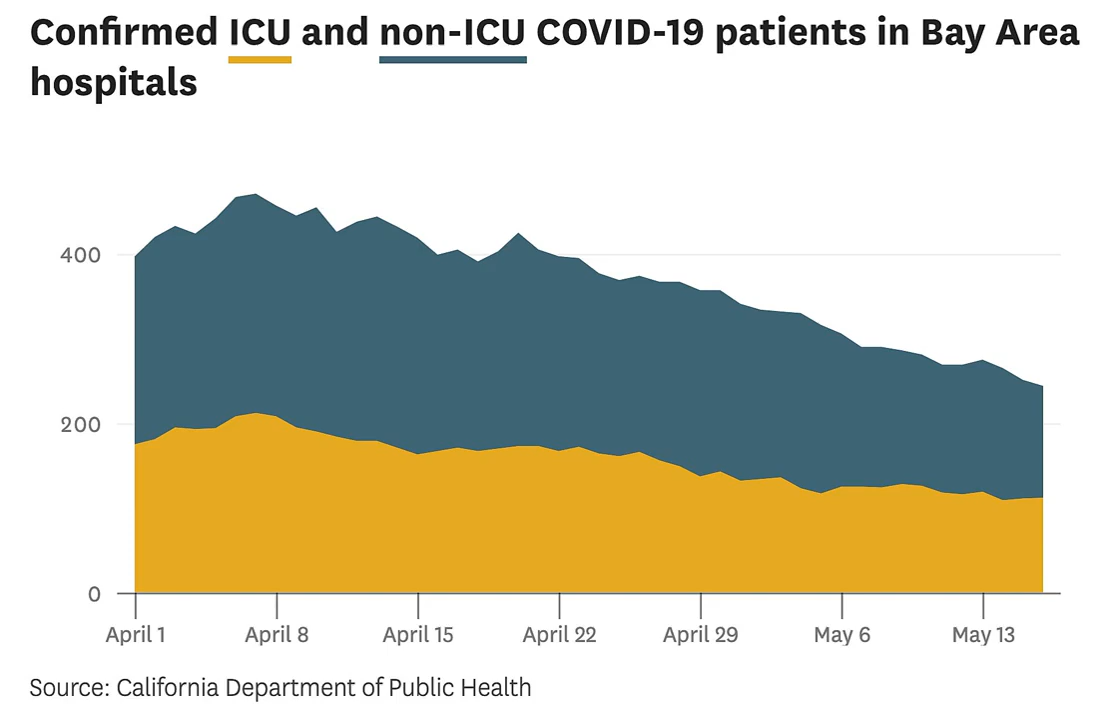 Confirmed ICU and non-ICU COVID-19 patients in Bay Area
hospitals
400
200
0
April 1 April 8 April 15 April 22 April 29 May 6 May 13
Source: California Department of Public Health